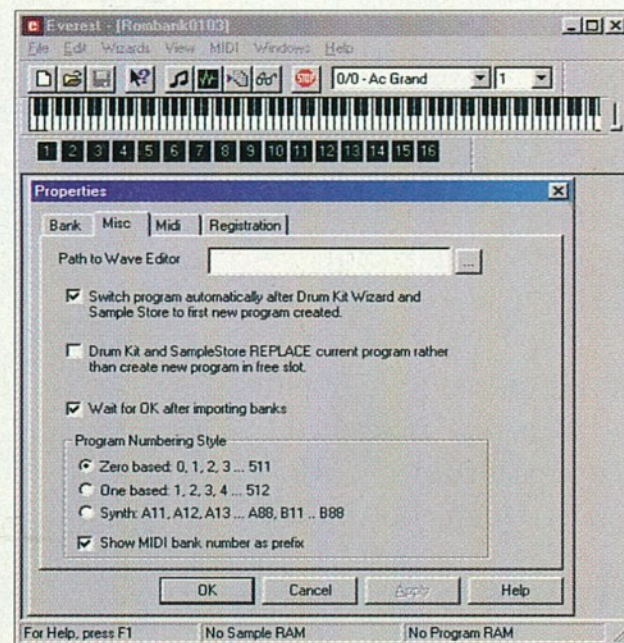 e Everest - [Rombank0103]
File Edit Wizards View MIDI Windows Help
STOP 0/0 - Ac Grand 1
1 2 3 4 5 6 7 8 9 10 11 12 13 14 15 16
Properties
Bank Misc Midi Registration
Path to Wave Editor ...
Switch program automatically after Drum Kit Wizard and
Sample Store to first new program created.
Drum Kit and SampleStore REPLACE current program rather
than create new program in free slot.
Wait for OK after importing banks
Program Numbering Style
Zero based: 0, 1, 2, 3 ... 511
One based: 1, 2, 3, 4 ... 512
Synth: A11, A12, A13 ... A88, B11 .. B88
Show MIDI bank number as prefix
OK Cancel Apply Help
For Help, press F1 No Sample RAM No Program RAM